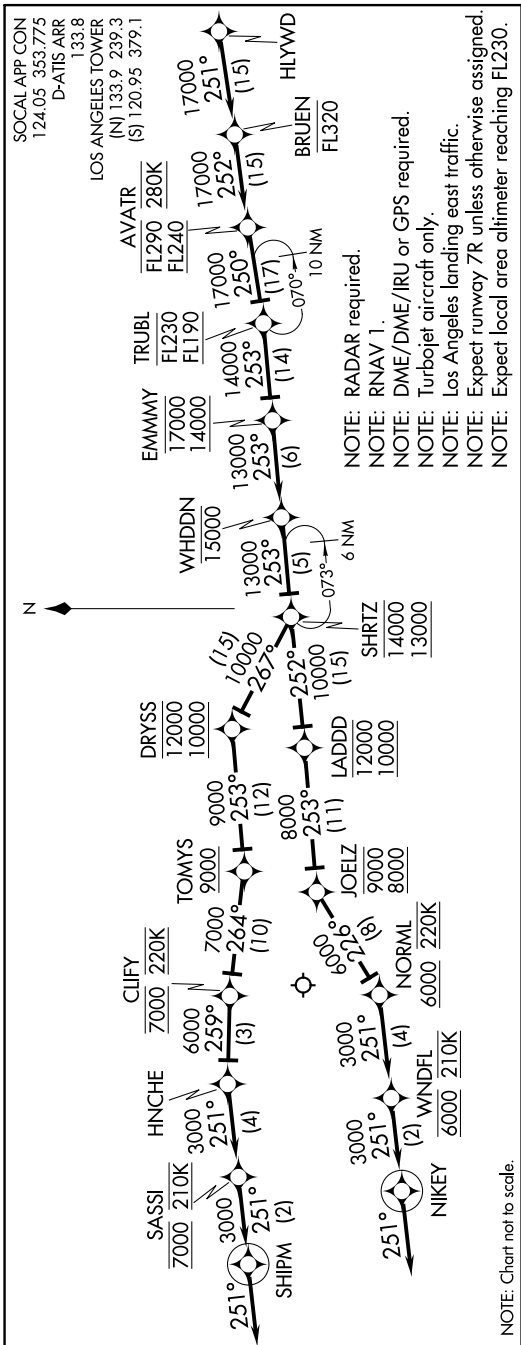 SOCAL APP CON
124.05 353.775
D-ATIS ARR
133.8
LOS ANGELES TOWER
(N) 133.9 239.3
(S) 120.95 379.1
HLYWD
17000
251°
(15)
BRUEN
FL320
17000
252°
(15)
AVATR
FL290 280K
FL240
17000
250°
(17)
070°
10 NM
TRUBL
FL230
FL190
14000
253°
(14)
EMMMY
17000
14000
13000
253°
(6)
WHDDN
15000
13000
253°
(5)
073°
6 NM
SHRTZ
14000
13000
N
(15)
10000
267°
DRYSS
12000
10000
9000
253°
(12)
TOMYS
9000
7000
264°
(10)
CLIFY
7000 220K
6000
259°
(3)
HNCHE
3000
251°
(4)
SASSI
7000 210K
3000
251°
(2)
SHIPM
251°
252°
10000
(15)
LADDD
12000
10000
8000
253°
(11)
JOELZ
9000
8000
6000
226°
(8)
NORML
6000 220K
3000
251°
(4)
WNDFL
6000 210K
3000
251°
(2)
NIKEY
251°
NOTE: RADAR required.
NOTE: RNAV 1.
NOTE: DME/DME/IRU or GPS required.
NOTE: Turbojet aircraft only.
NOTE: Los Angeles landing east traffic.
NOTE: Expect runway 7R unless otherwise assigned.
NOTE: Expect local area altimeter reaching FL230.
NOTE: Chart not to scale.